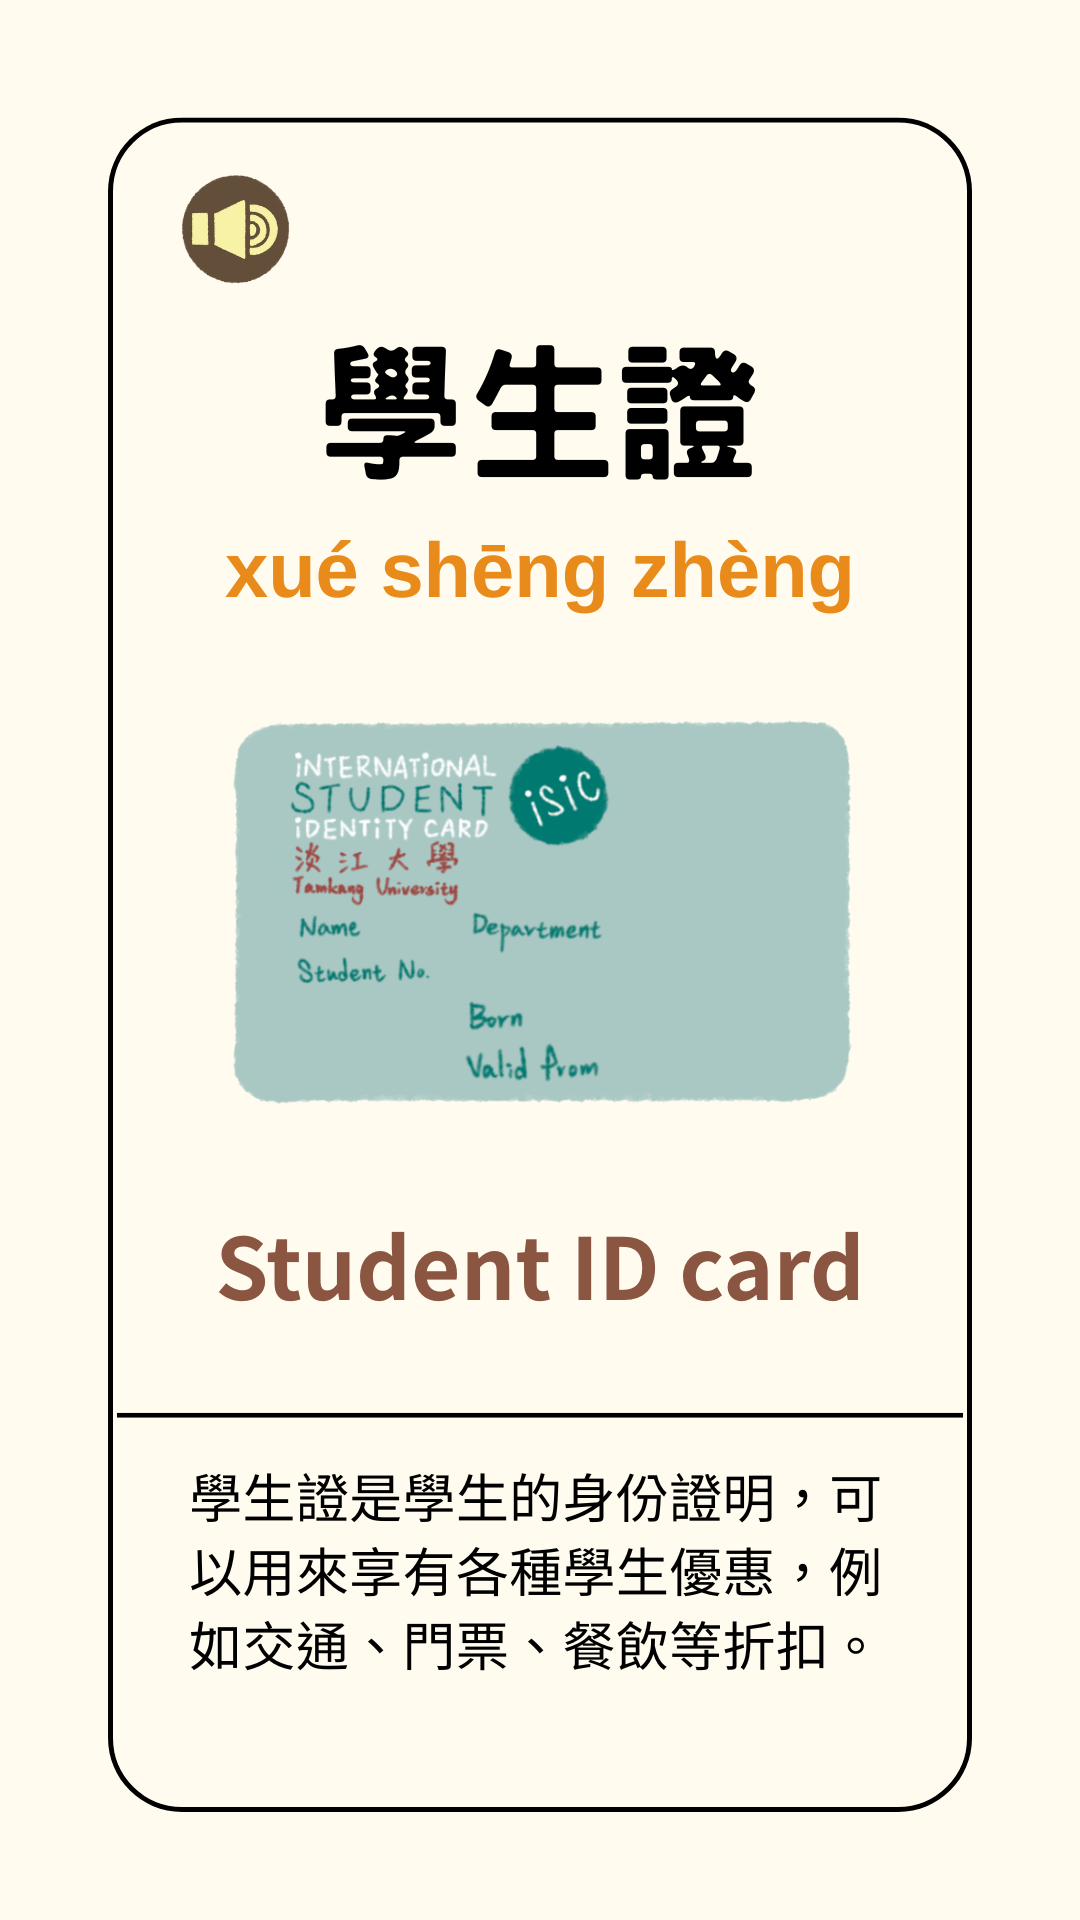 學生證
xué shēng zhèng
iNTERNATiONAL
STUDENT
iDENTiTY CARD
isic
淡江大學
Tamkang University
Name Department
Student No.
Born
Valid from
Student ID card
學生證是學生的身份證明，可
以用來享有各種學生優惠，例
如交通、門票、餐飲等折扣。